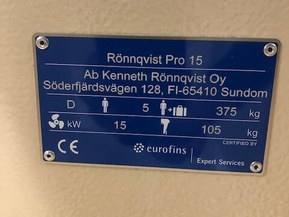 Rönnqvist Pro 15
Ab Kenneth Rönnqvist Oy
Söderfjärdsvägen 128, FI-65410 Sundom
D 5 + 375 kg
kW 15 105 kg
CERTIFIED BY
CE eurofins Expert Services